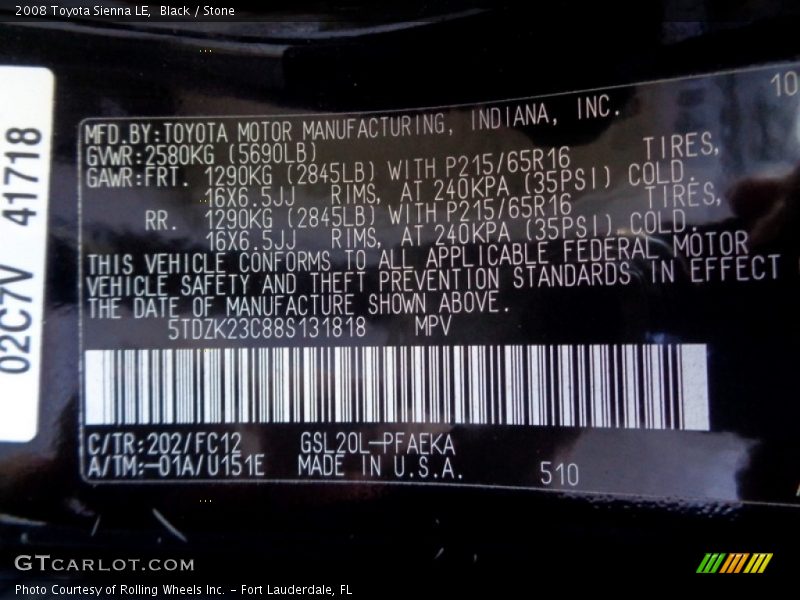 2008 Toyota Sienna LE,  Black / Stone
10
02C7V 41718
MFD.BY:TOYOTA MOTOR MANUFACTURING, INDIANA, INC.
GVWR:2580KG (5690LB)
GAWR:FRT. 1290KG (2845LB) WITH P215/65R16 TIRES,
16X6.5JJ RIMS, AT 240KPA (35PSI) COLD.
RR. 1290KG (2845LB) WITH P215/65R16 TIRES,
16X6.5JJ RIMS, AT 240KPA (35PSI) COLD.
THIS VEHICLE CONFORMS TO ALL APPLICABLE FEDERAL MOTOR
VEHICLE SAFETY AND THEFT PREVENTION STANDARDS IN EFFECT
THE DATE OF MANUFACTURE SHOWN ABOVE.
5TDZK23C88S131818 MPV
C/TR:202/FC12 GSL20L-PFAEKA
A/TM:-01A/U151E MADE IN U.S.A. 510
GTCARLOT.COM
Photo Courtesy of Rolling Wheels Inc. - Fort Lauderdale, FL